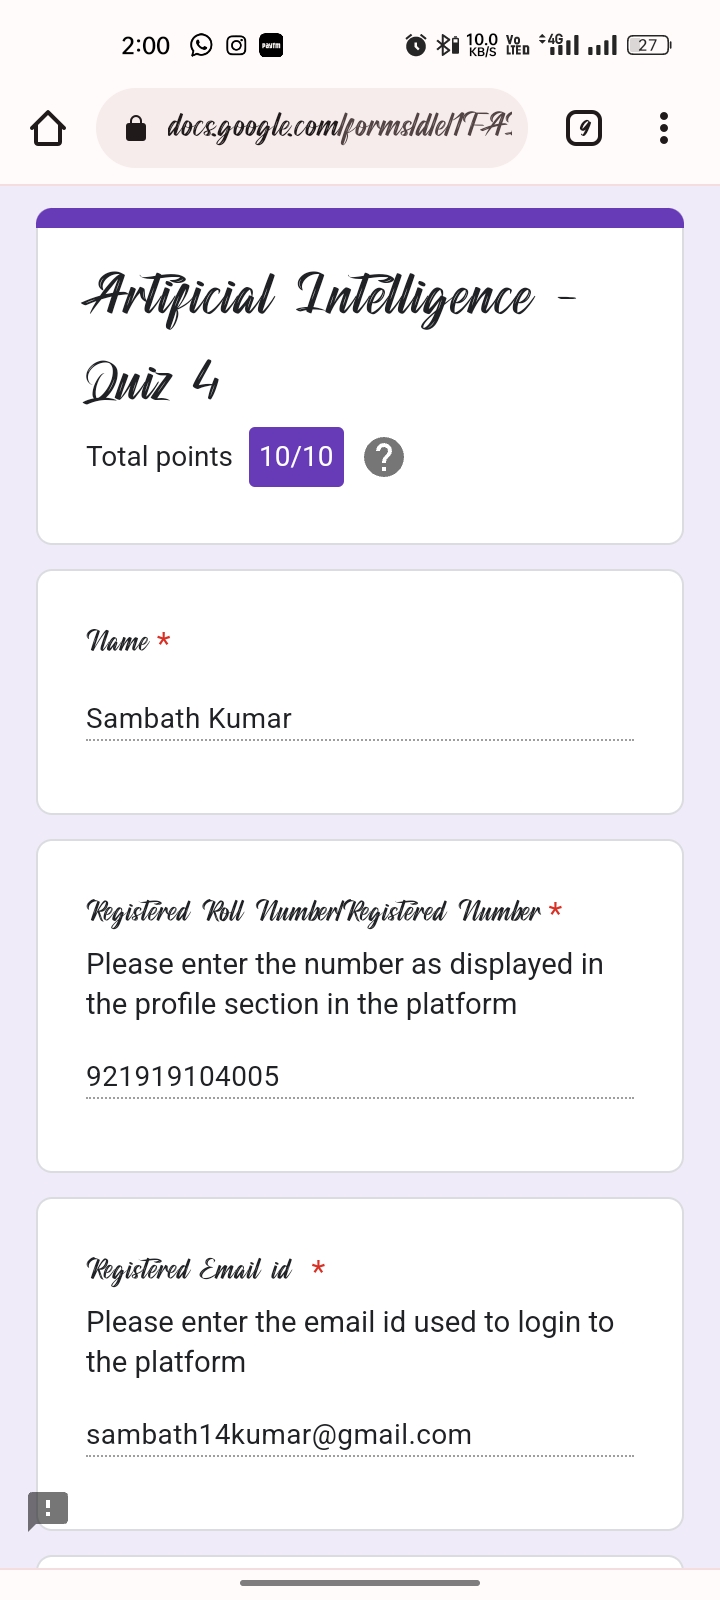 2:00 Paytm 10.0 KB/S Vo LTED 4G 27
docs.google.com/forms/d/e/1FA
9
Artificial Intelligence -
Quiz 4
Total points 10/10 ?
Name *
Sambath Kumar
Registered Roll Number/Registered Number *
Please enter the number as displayed in
the profile section in the platform
921919104005
Registered Email id *
Please enter the email id used to login to
the platform
sambath14kumar@gmail.com